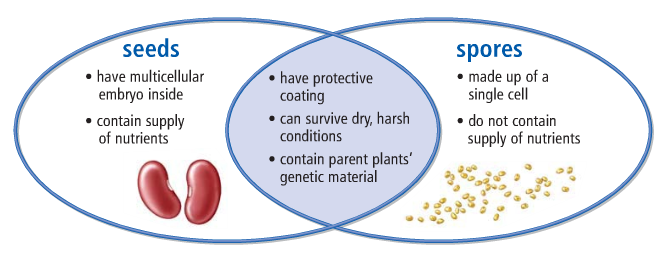 seeds
• have multicellular
embryo inside
• contain supply
of nutrients
• have protective
coating
• can survive dry, harsh
conditions
• contain parent plants’
genetic material
spores
• made up of a
single cell
• do not contain
supply of nutrients